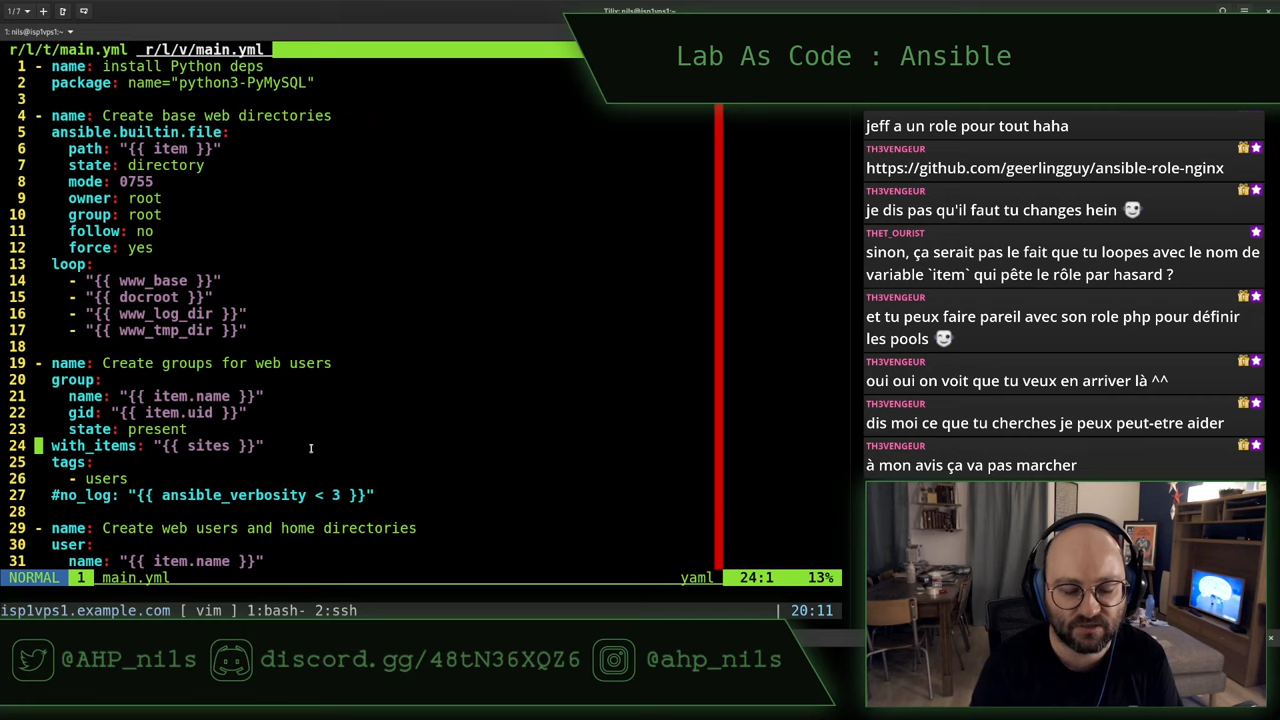 1/7
Tilix: nils@isp1vps1:~
1: nils@isp1vps1:~
r/l/t/main.yml r/l/v/main.yml
1 - name: install Python deps
2 package: name="python3-PyMySQL"
3
4 - name: Create base web directories
5 ansible.builtin.file:
6 path: "{{ item }}"
7 state: directory
8 mode: 0755
9 owner: root
10 group: root
11 follow: no
12 force: yes
13 loop:
14 - "{{ www_base }}"
15 - "{{ docroot }}"
16 - "{{ www_log_dir }}"
17 - "{{ www_tmp_dir }}"
18
19 - name: Create groups for web users
20 group:
21 name: "{{ item.name }}"
22 gid: "{{ item.uid }}"
23 state: present
24 with_items: "{{ sites }}"
25 tags:
26 - users
27 #no_log: "{{ ansible_verbosity < 3 }}"
28
29 - name: Create web users and home directories
30 user:
31 name: "{{ item.name }}"
NORMAL 1 main.yml yaml 24:1 13%
isp1vps1.example.com [ vim ] 1:bash- 2:ssh | 20:11
Lab As Code : Ansible
jeff a un role pour tout haha
TH3VENGEUR
https://github.com/geerlingguy/ansible-role-nginx
TH3VENGEUR
je dis pas qu'il faut tu changes hein
THET_OURIST
sinon, ça serait pas le fait que tu loopes avec le nom de
variable `item` qui pête le rôle par hasard ?
TH3VENGEUR
et tu peux faire pareil avec son role php pour définir
les pools
TH3VENGEUR
oui oui on voit que tu veux en arriver là ^^
TH3VENGEUR
dis moi ce que tu cherches je peux peut-etre aider
TH3VENGEUR
à mon avis ça va pas marcher
@AHP_nils discord.gg/48tN36XQZ6 @ahp_nils